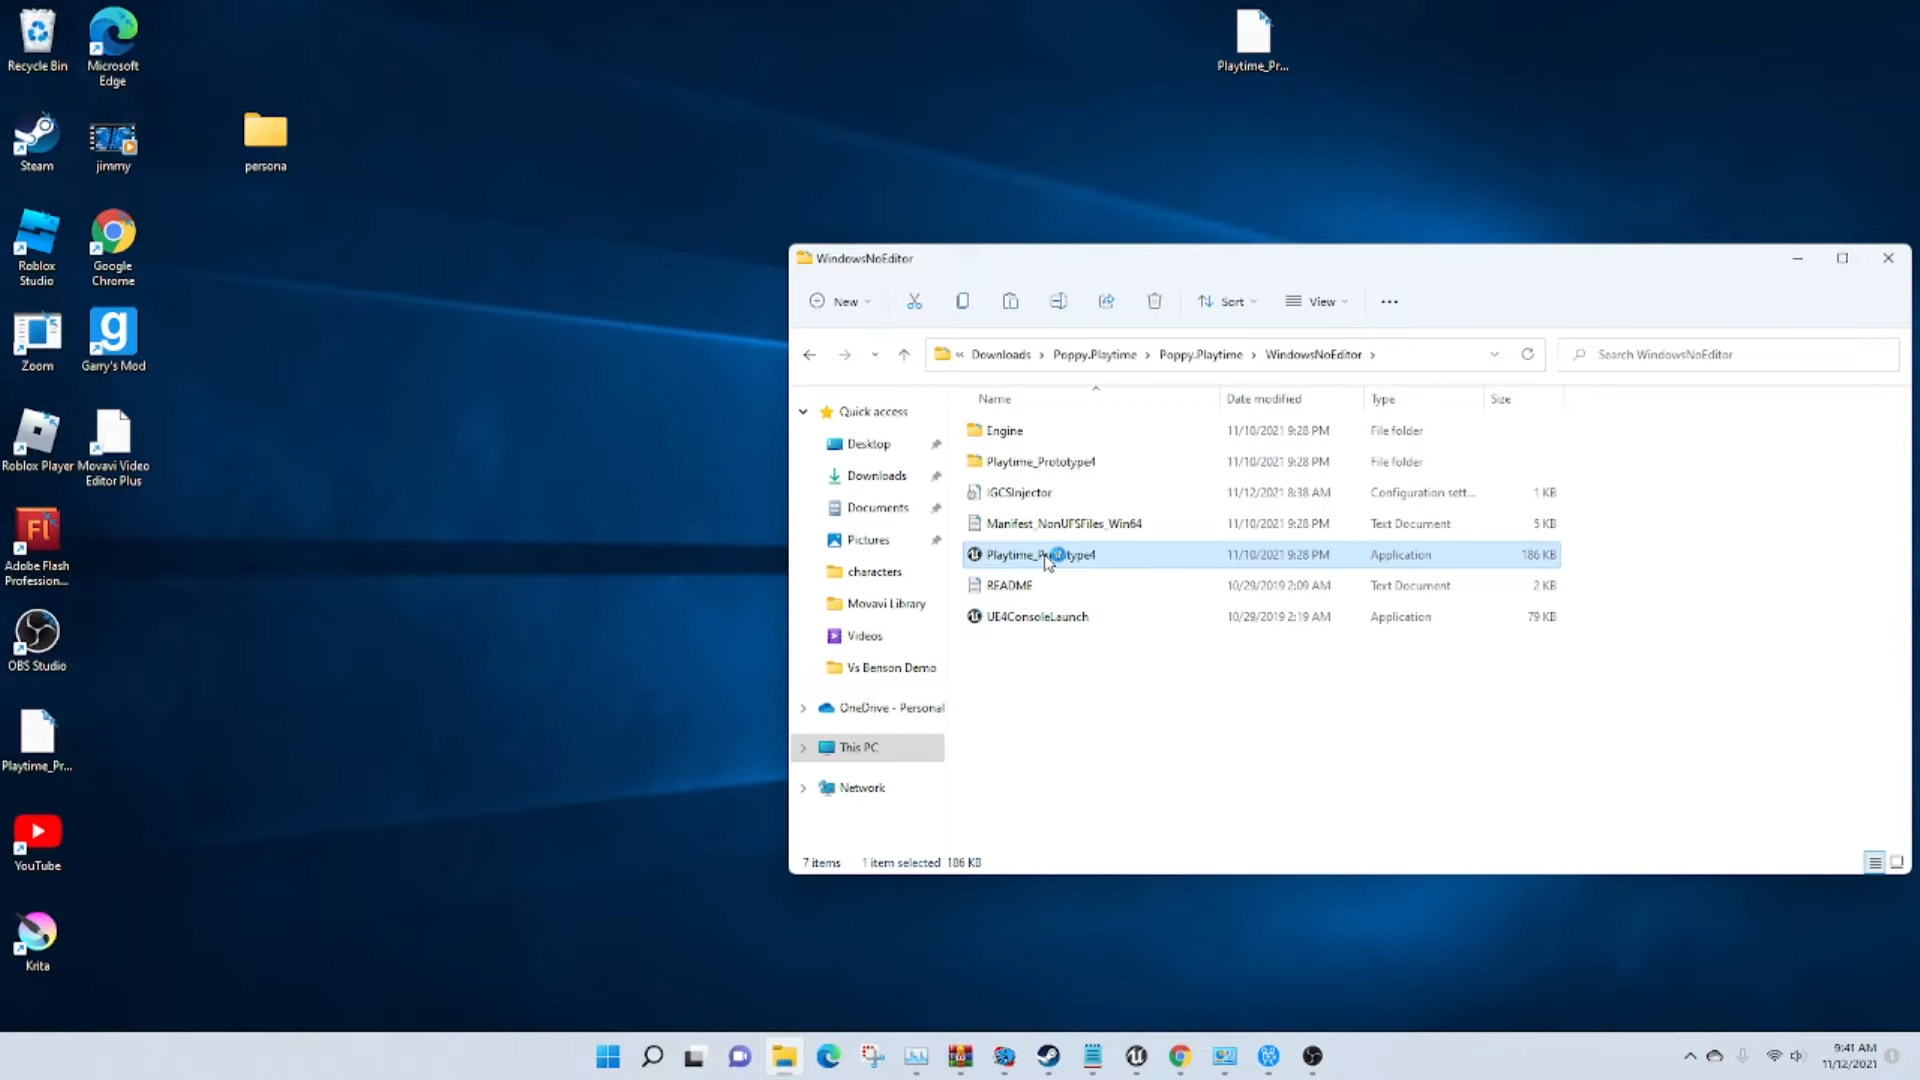 Recycle Bin
Microsoft
Edge
Playtime_Pr...
Steam
jimmy
persona
Roblox
Studio
Google
Chrome
Zoom
Garry's Mod
Roblox Player
Movavi Video
Editor Plus
Adobe Flash
Profession...
OBS Studio
Playtime_Pr...
YouTube
Krita
WindowsNoEditor
New
Sort
View
« Downloads > Poppy.Playtime > Poppy.Playtime > WindowsNoEditor >
Search WindowsNoEditor
Name Date modified Type Size
Quick access
Desktop
Downloads
Documents
Pictures
characters
Movavi Library
Videos
Vs Benson Demo
OneDrive - Personal
This PC
Network
Engine 11/10/2021 9:28 PM File folder
Playtime_Prototype4 11/10/2021 9:28 PM File folder
IGCSInjector 11/12/2021 8:38 AM Configuration sett... 1 KB
Manifest_NonUFSFiles_Win64 11/10/2021 9:28 PM Text Document 5 KB
Playtime_Prototype4 11/10/2021 9:28 PM Application 186 KB
README 10/29/2019 2:09 AM Text Document 2 KB
UE4ConsoleLaunch 10/29/2019 2:19 AM Application 79 KB
7 items 1 item selected 186 KB
9:41 AM
11/12/2021